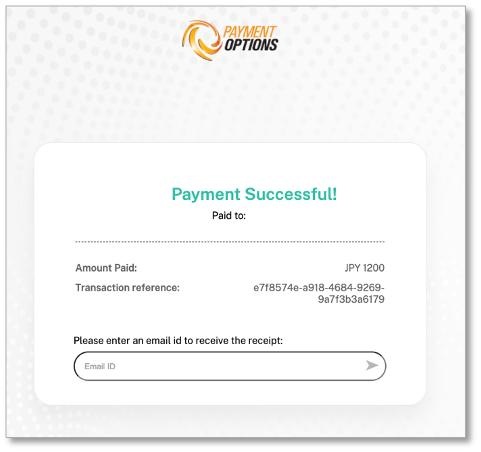 PAYMENT
OPTIONS
Payment Successful!
Paid to:
Amount Paid: JPY 1200
Transaction reference: e7f8574e-a918-4684-9269-
9a7f3b3a6179
Please enter an email id to receive the receipt:
Email ID